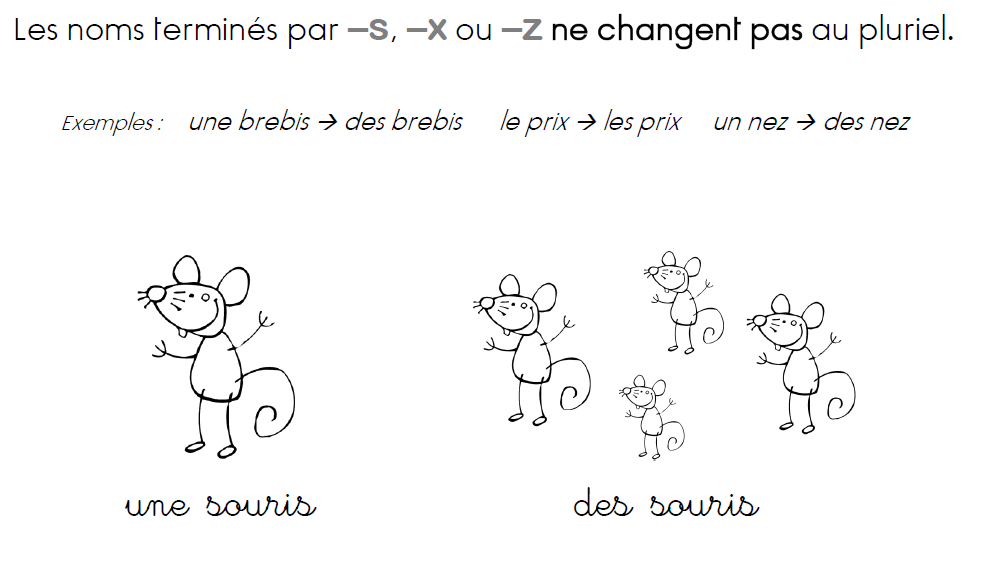 Les noms terminés par –s, –x ou –z ne changent pas au pluriel.
Exemples : une brebis → des brebis le prix → les prix un nez → des nez
une souris des souris